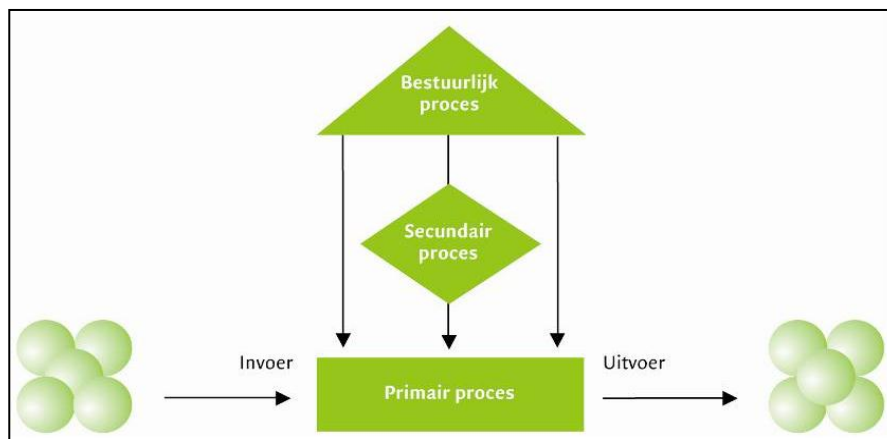 Bestuurlijk
proces
Secundair
proces
Invoer
Uitvoer
Primair proces